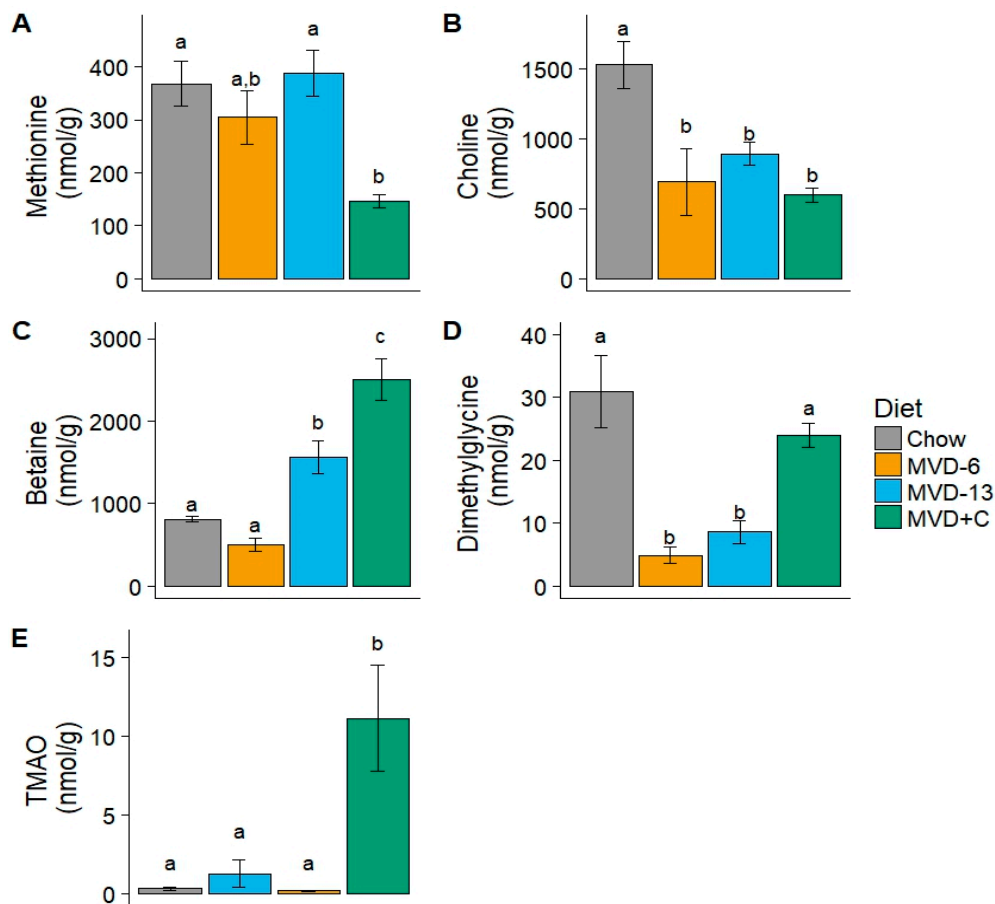 A
Methionine
(nmol/g)
400
300
200
100
0
a
a,b
a
b
B
Choline
(nmol/g)
1500
1000
500
0
a
b
b
b
C
Betaine
(nmol/g)
3000
2000
1000
0
a
a
b
c
D
Dimethylglycine
(nmol/g)
40
30
20
10
0
a
b
b
a
Diet
Chow
MVD-6
MVD-13
MVD+C
E
TMAO
(nmol/g)
15
10
5
0
a
a
a
b